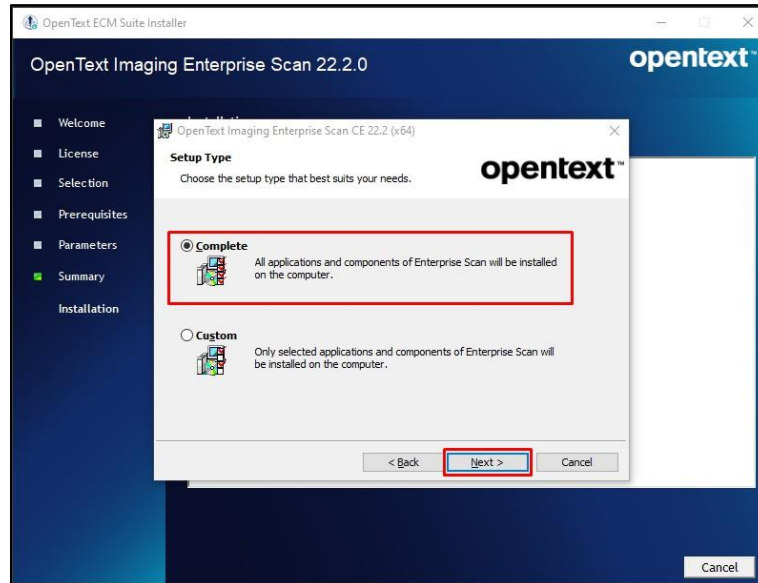 OpenText ECM Suite Installer
OpenText Imaging Enterprise Scan 22.2.0
opentext™
Welcome
License
Selection
Prerequisites
Parameters
Summary
Installation
OpenText Imaging Enterprise Scan CE 22.2 (x64)
Setup Type
Choose the setup type that best suits your needs.
opentext™
Complete
All applications and components of Enterprise Scan will be installed
on the computer.
Custom
Only selected applications and components of Enterprise Scan will
be installed on the computer.
< Back
Next >
Cancel
Cancel